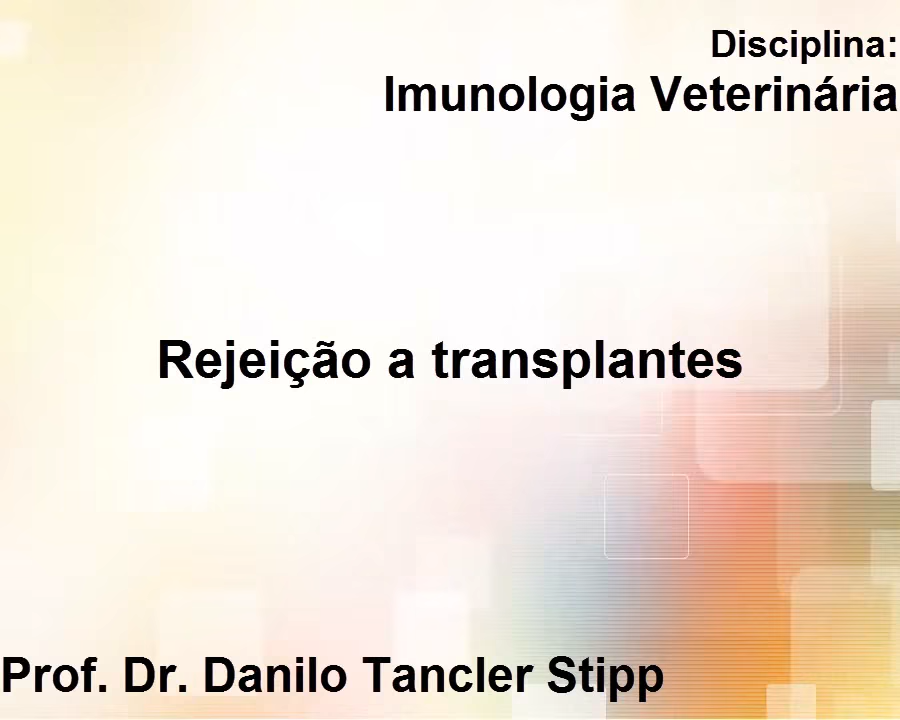 Disciplina:
Imunologia Veterinária
Rejeição a transplantes
Prof. Dr. Danilo Tancler Stipp